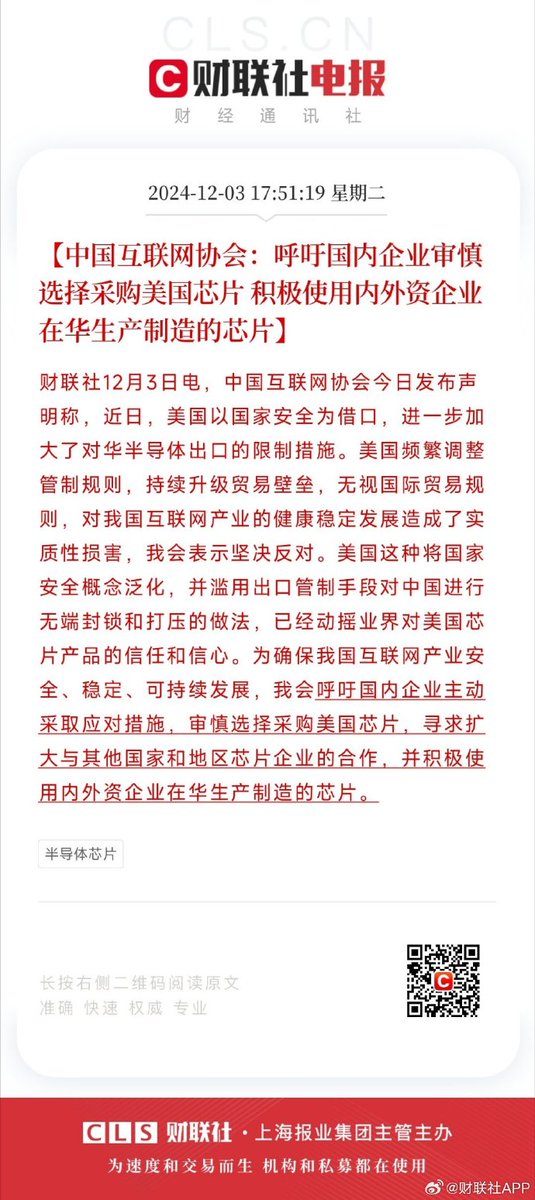 CLS.CN
C 财联社电报
财经通讯社
2024-12-03 17:51:19 星期二
【中国互联网协会：呼吁国内企业审慎
选择采购美国芯片 积极使用内外资企业
在华生产制造的芯片】
财联社12月3日电，中国互联网协会今日发布声
明称，近日，美国以国家安全为借口，进一步加
大了对华半导体出口的限制措施。美国频繁调整
管制规则，持续升级贸易壁垒，无视国际贸易规
则，对我国互联网产业的健康稳定发展造成了实
质性损害，我会表示坚决反对。美国这种将国家
安全概念泛化，并滥用出口管制手段对中国进行
无端封锁和打压的做法，已经动摇业界对美国芯
片产品的信任和信心。为确保我国互联网产业安
全、稳定、可持续发展，我会呼吁国内企业主动
采取应对措施，审慎选择采购美国芯片，寻求扩
大与其他国家和地区芯片企业的合作，并积极使
用内外资企业在华生产制造的芯片。
半导体芯片
长按右侧二维码阅读原文
准确 快速 权威 专业
C
CLS 财联社·上海报业集团主管主办
为速度和交易而生 机构和私募都在使用
@财联社APP